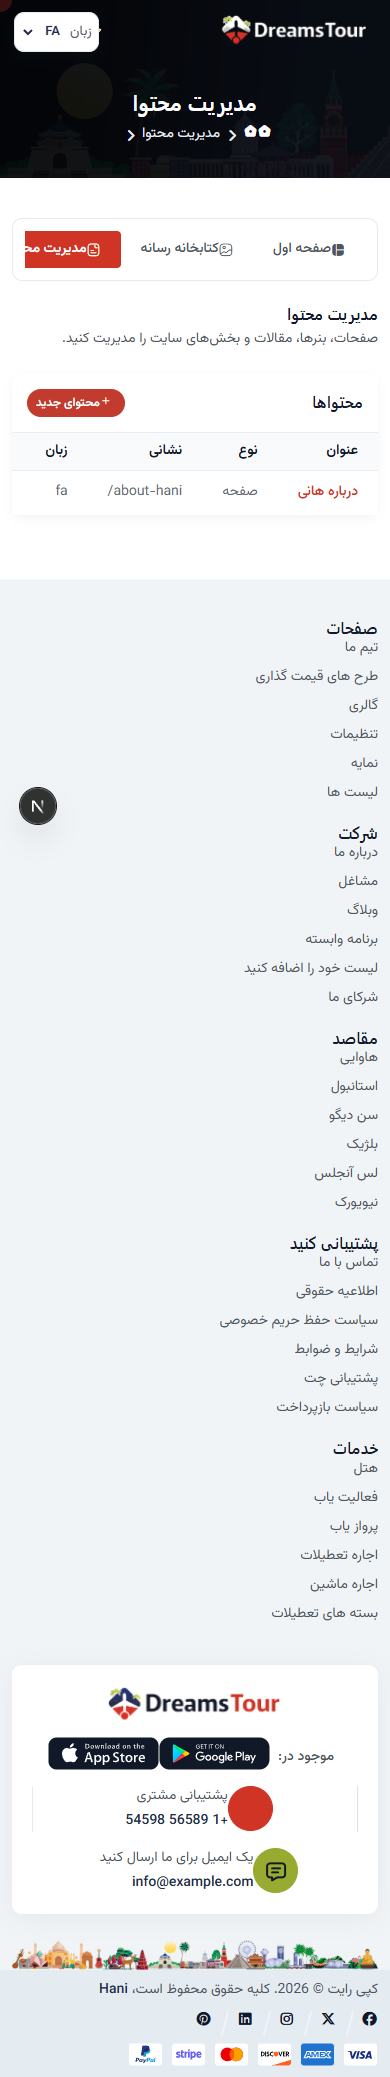 DreamsTour
زبان FA
مدیریت محتوا
مدیریت محتوا
صفحه اول
کتابخانه رسانه
مدیریت مح
مدیریت محتوا
صفحات، بنرها، مقالات و بخش‌های سایت را مدیریت کنید.
محتواها
+ محتوای جدید
عنوان نوع نشانی زبان
درباره هانی صفحه /about-hani fa
صفحات
تیم ما
طرح های قیمت گذاری
گالری
تنظیمات
نمایه
لیست ها
N
شرکت
درباره ما
مشاغل
وبلاگ
برنامه وابسته
لیست خود را اضافه کنید
شرکای ما
مقاصد
هاوایی
استانبول
سن دیگو
بلژیک
لس آنجلس
نیویورک
پشتیبانی کنید
تماس با ما
اطلاعیه حقوقی
سیاست حفظ حریم خصوصی
شرایط و ضوابط
پشتیبانی چت
سیاست بازپرداخت
خدمات
هتل
فعالیت یاب
پرواز یاب
اجاره تعطیلات
اجاره ماشین
بسته های تعطیلات
DreamsTour
موجود در:
GET IT ON
Google Play
Download on the
App Store
پشتیبانی مشتری
+1 56589 54598
یک ایمیل برای ما ارسال کنید
info@example.com
کپی رایت © 2026. کلیه حقوق محفوظ است، Hani
VISA
AMEX
DISCOVER
stripe
PayPal